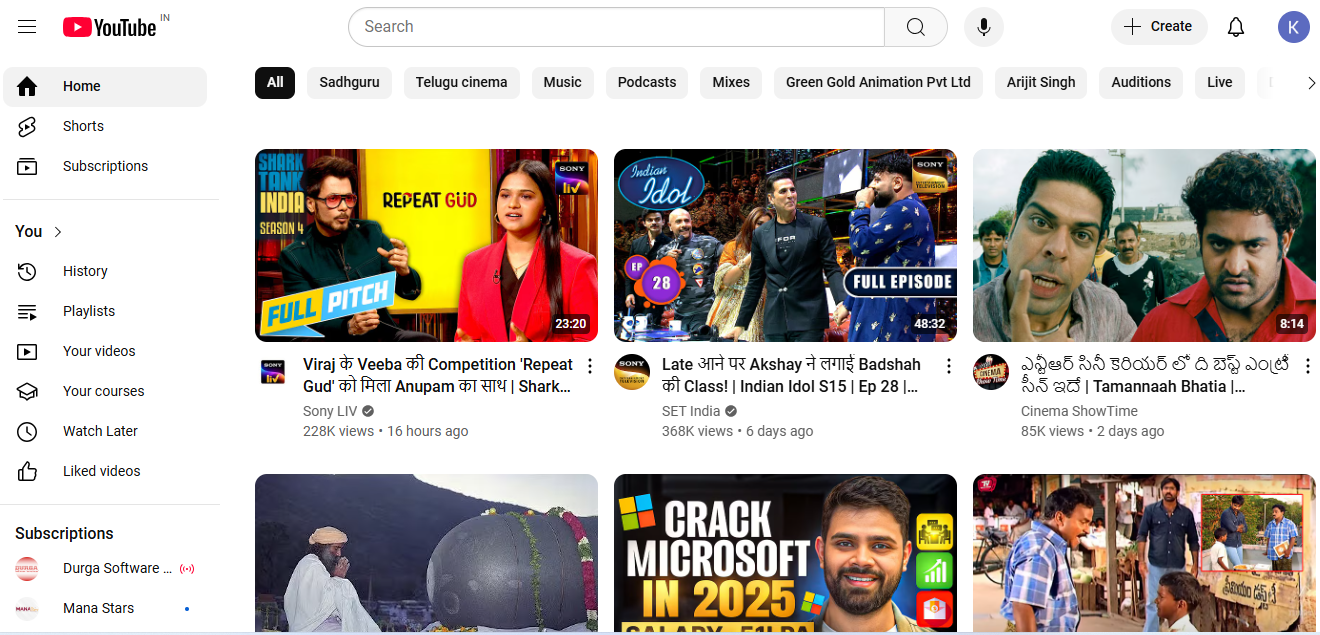 YouTube IN
Search
Create
K
Home
Shorts
Subscriptions
You
History
Playlists
Your videos
Your courses
Watch Later
Liked videos
Subscriptions
Durga Software ...
Mana Stars
All
Sadhguru
Telugu cinema
Music
Podcasts
Mixes
Green Gold Animation Pvt Ltd
Arijit Singh
Auditions
Live
SHARK
TANK
INDIA
SEASON 4
REPEAT GUD
SONY
liv
FULL PITCH
23:20
Viraj के Veeba की Competition 'Repeat
Gud' को मिला Anupam का साथ | Shark...
Sony LIV
228K views • 16 hours ago
Indian
Idol
SONY
EP
28
FULL EPISODE
48:32
Late आने पर Akshay ने लगाई Badshah
की Class! | Indian Idol S15 | Ep 28 |...
SET India
368K views • 6 days ago
8:14
ఎన్టీఆర్ సినీ కెరియర్ లో ది బెస్ట్ ఎంట్రీ
సీన్ ఇదే | Tamannaah Bhatia |...
Cinema ShowTime
85K views • 2 days ago
CRACK
MICROSOFT
IN 2025